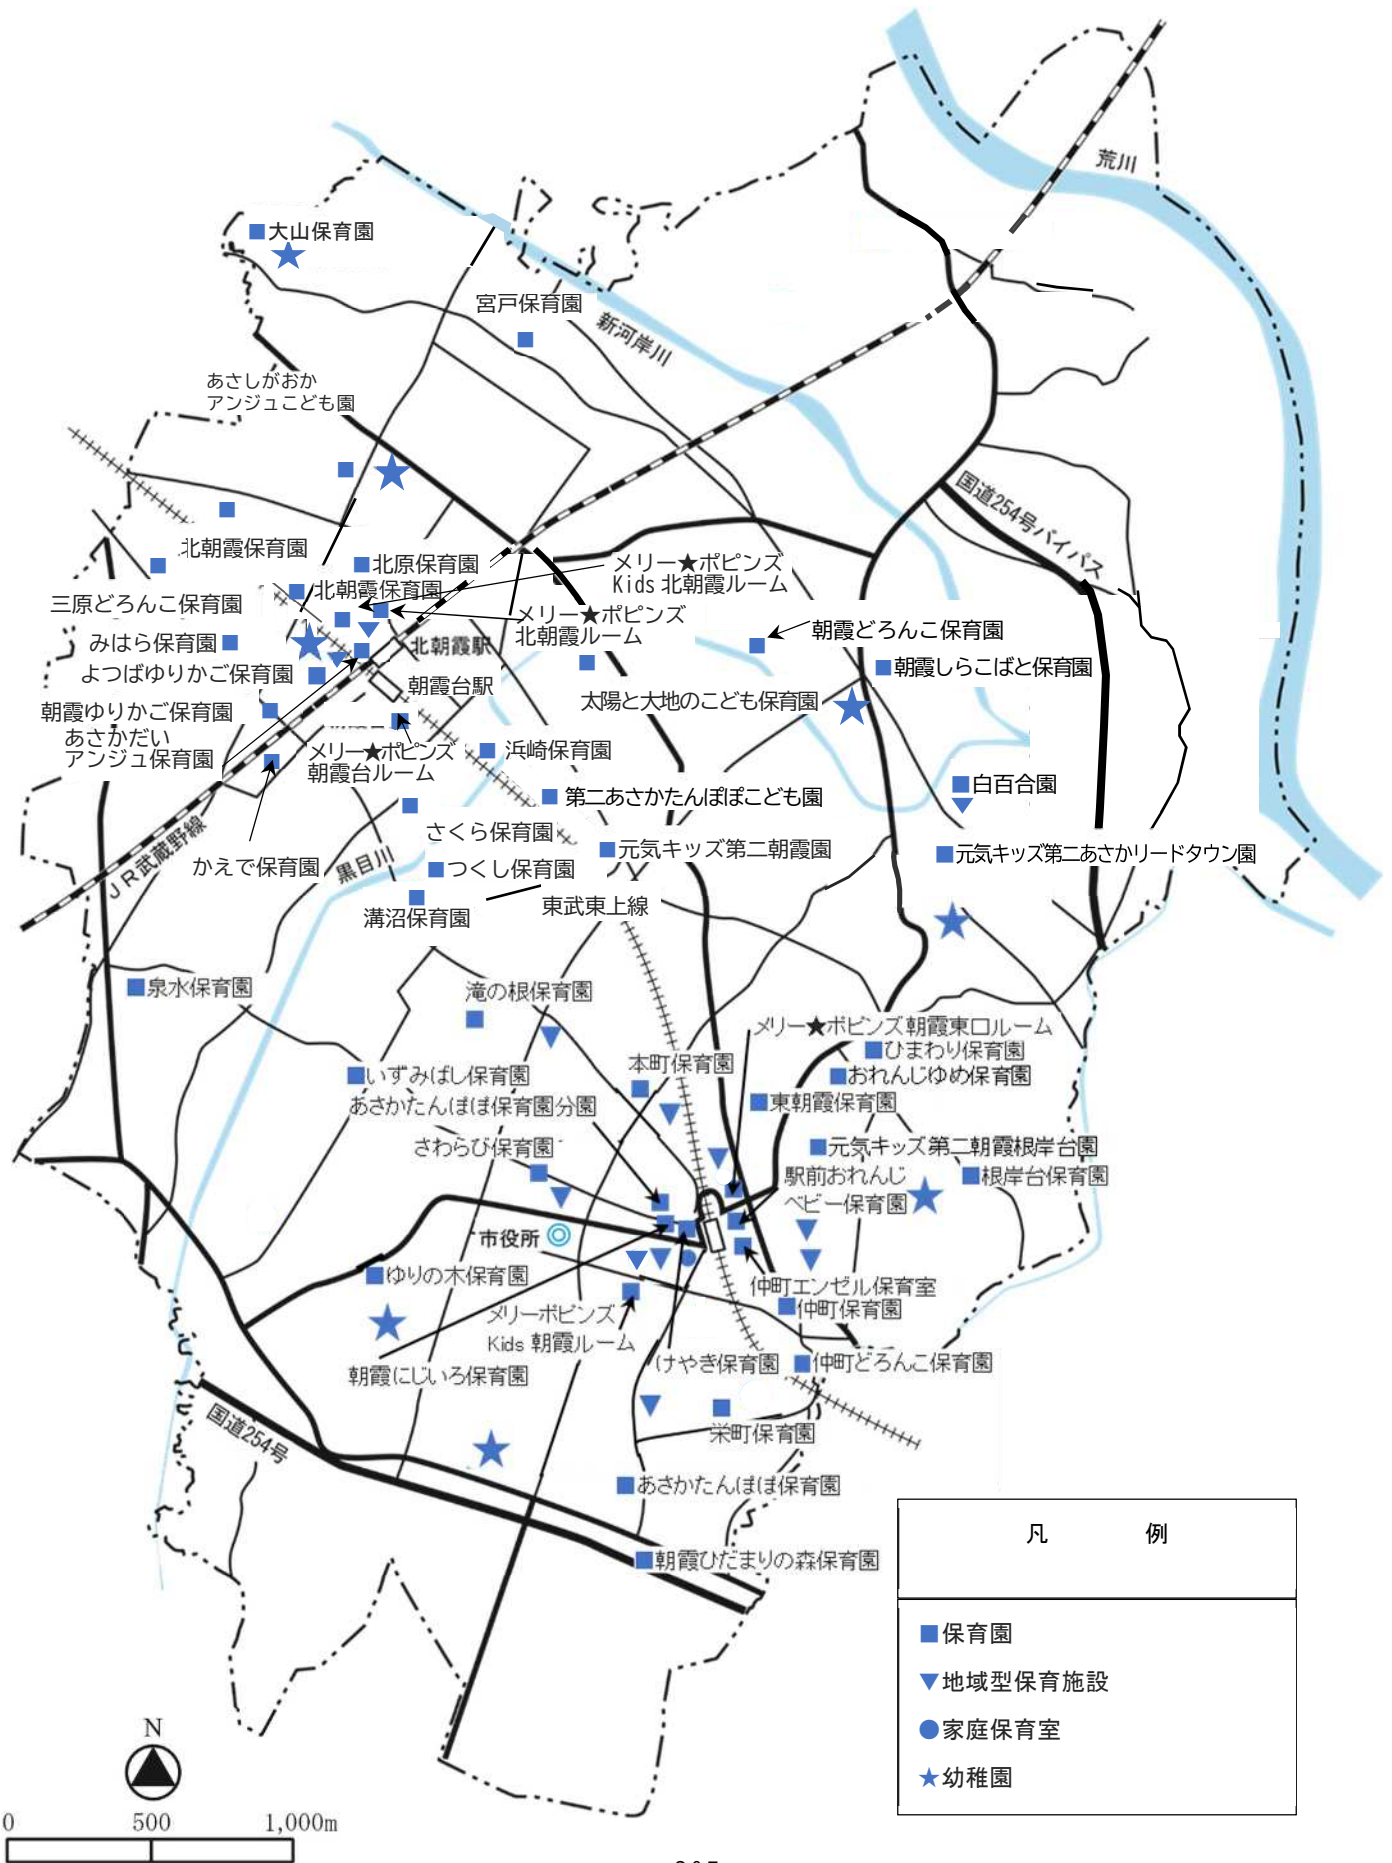 荒川
大山保育園
宮戸保育園
新河岸川
あさしがおか
アンジュこども園
国道254号バイパス
北朝霞保育園
北原保育園
メリー★ポピンズ
Kids 北朝霞ルーム
北朝霞保育園
三原どろんこ保育園
メリー★ポピンズ
北朝霞ルーム
朝霞どろんこ保育園
みはら保育園
北朝霞駅
よつばゆりかご保育園
朝霞しらこばと保育園
朝霞台駅
太陽と大地のこども保育園
朝霞ゆりかご保育園
あさかだい
アンジュ保育園
メリー★ポピンズ
朝霞台ルーム
浜崎保育園
白百合園
第二あさかたんぽぽこども園
さくら保育園
元気キッズ第二朝霞園
元気キッズ第二あさかリードタウン園
JR武蔵野線
かえで保育園
黒目川
つくし保育園
溝沼保育園
東武東上線
泉水保育園
滝の根保育園
メリー★ポピンズ朝霞東口ルーム
ひまわり保育園
本町保育園
いずみばし保育園
おれんじゆめ保育園
あさかたんぽぽ保育園分園
東朝霞保育園
さわらび保育園
元気キッズ第二朝霞根岸台園
駅前おれんじ
ベビー保育園
根岸台保育園
市役所
ゆりの木保育園
仲町エンゼル保育室
仲町保育園
メリーポピンズ
Kids 朝霞ルーム
けやき保育園
仲町どろんこ保育園
朝霞にじいろ保育園
国道254号
栄町保育園
あさかたんぽぽ保育園
朝霞ひだまりの森保育園
凡 例
■保育園
▼地域型保育施設
●家庭保育室
★幼稚園
N
0 500 1,000m